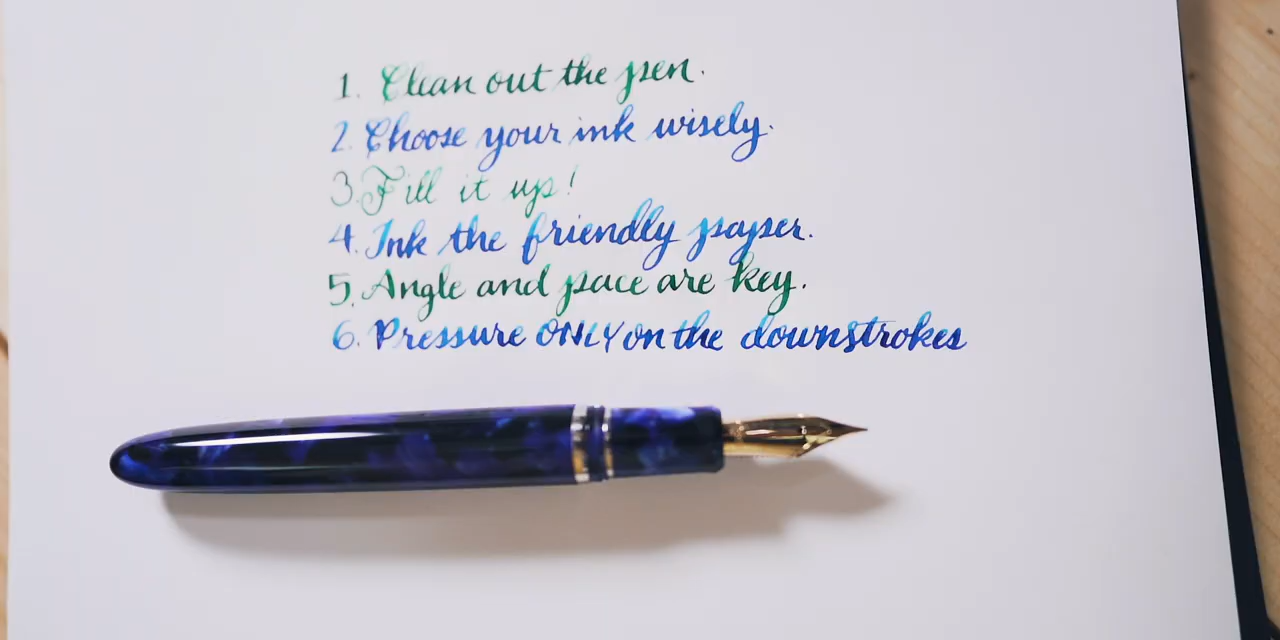 1. Clean out the pen.
2. Choose your ink wisely.
3. Fill it up!
4. Ink the friendly paper.
5. Angle and pace are key.
6. Pressure ONLY on the downstrokes